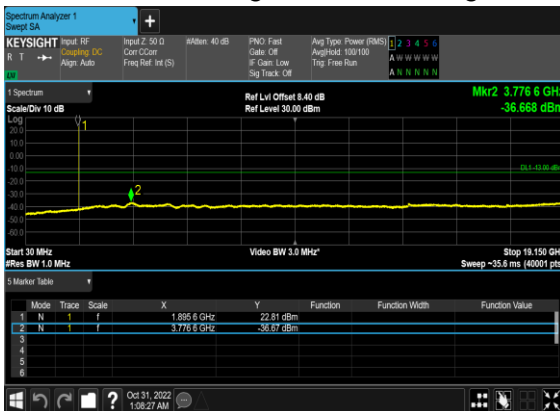 Spectrum Analyzer 1
Swept SA
KEYSIGHT Input: RF Input Z: 50 Ω #Atten: 40 dB PNO: Fast Avg Type: Power (RMS) 1 2 3 4 5 6
R T Coupling: DC Corr CCorr Gate: Off Avg|Hold: 100/100 A W W W W W
Align: Auto Freq Ref: Int (S) IF Gain: Low Trig: Free Run
LV Sig Track: Off A N N N N N
1 Spectrum Ref Lvl Offset 8.40 dB Mkr2 3.776 6 GHz
Scale/Div 10 dB Ref Level 30.00 dBm -36.668 dBm
Log
20.0
10.0
0.00
-10.0
-20.0
-30.0
-40.0
-50.0
-60.0
1
DL1 -13.00 dBm
2
Start 30 MHz Video BW 3.0 MHz* Stop 19.150 GH
#Res BW 1.0 MHz Sweep ~35.6 ms (40001 pts
5 Marker Table
Mode Trace Scale X Y Function Function Width Function Value
1 N 1 f 1.895 6 GHz 22.81 dBm
2 N 1 f 3.776 6 GHz -36.67 dBm
3
4
5
6
? Oct 31, 2022
1:08:27 AM